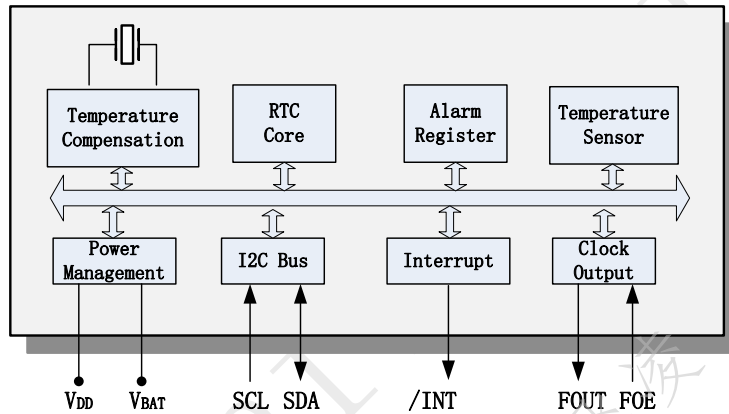 Temperature
Compensation
RTC
Core
Alarm
Register
Temperature
Sensor
Power
Management
I2C Bus
Interrupt
Clock
Output
VDD
VBAT
SCL
SDA
/INT
FOUT
FOE